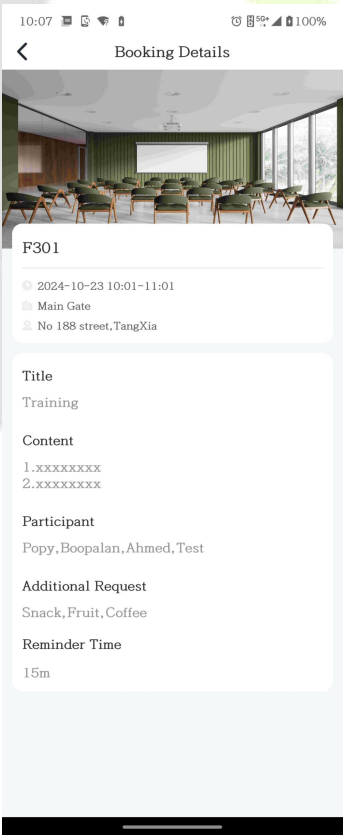 10:07
5G+
100%
Booking Details
F301
2024-10-23 10:01-11:01
Main Gate
No 188 street,TangXia
Title
Training
Content
1.xxxxxxxx
2.xxxxxxxx
Participant
Popy,Boopalan,Ahmed,Test
Additional Request
Snack,Fruit,Coffee
Reminder Time
15m